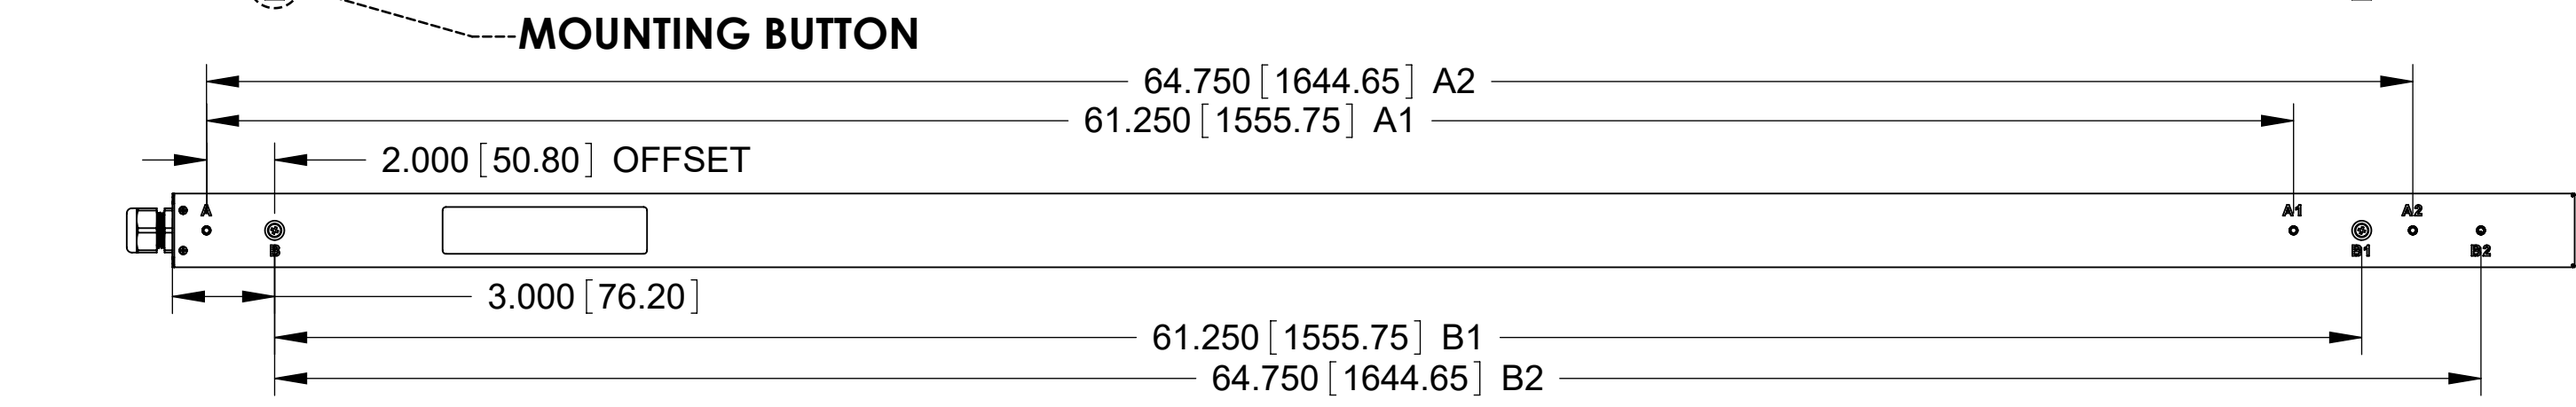 MOUNTING BUTTON
64.750 [1644.65] A2
61.250 [1555.75] A1
2.000 [50.80] OFFSET
A A1 A2
B B1 B2
3.000 [76.20]
61.250 [1555.75] B1
64.750 [1644.65] B2